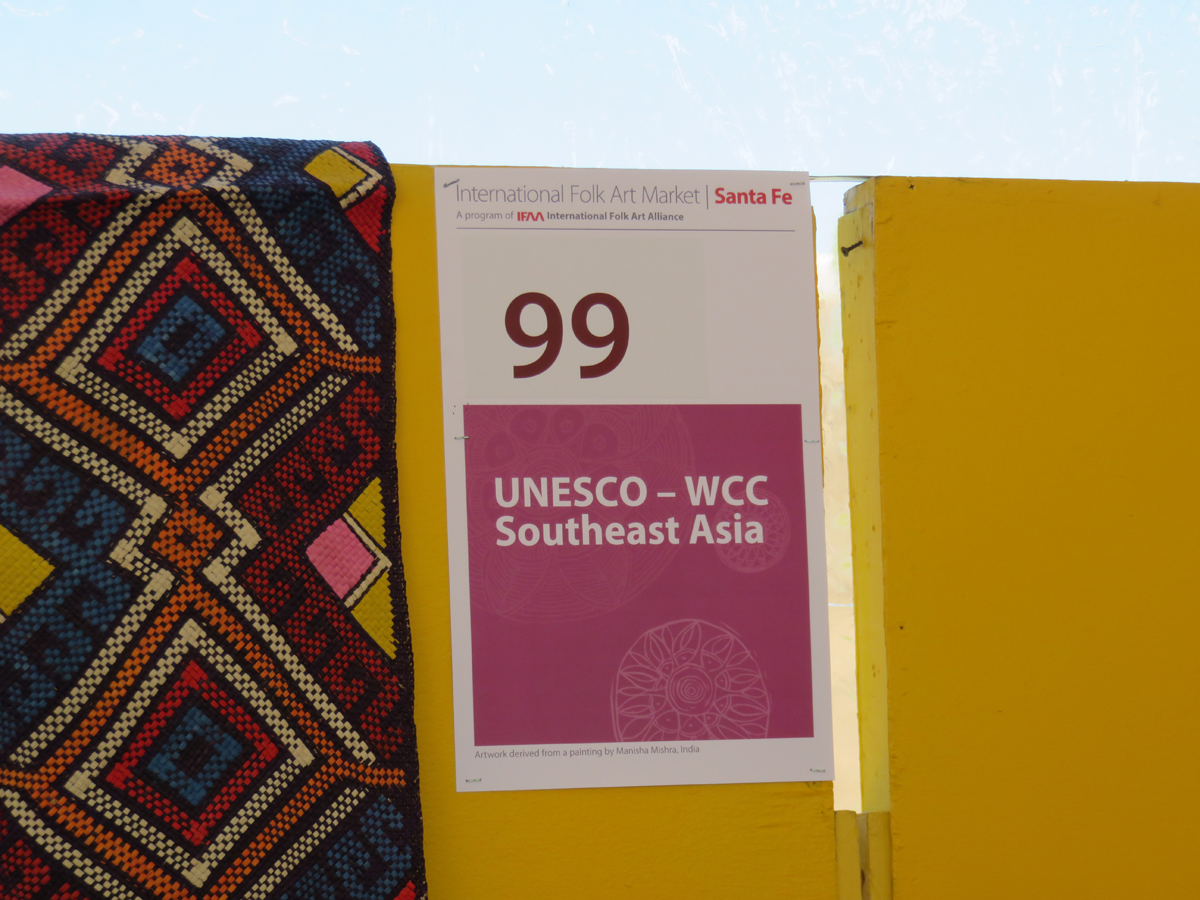 International Folk Art Market | Santa Fe
A program of IFAA International Folk Art Alliance
99
UNESCO – WCC
Southeast Asia
Artwork derived from a painting by Manisha Mishra, India